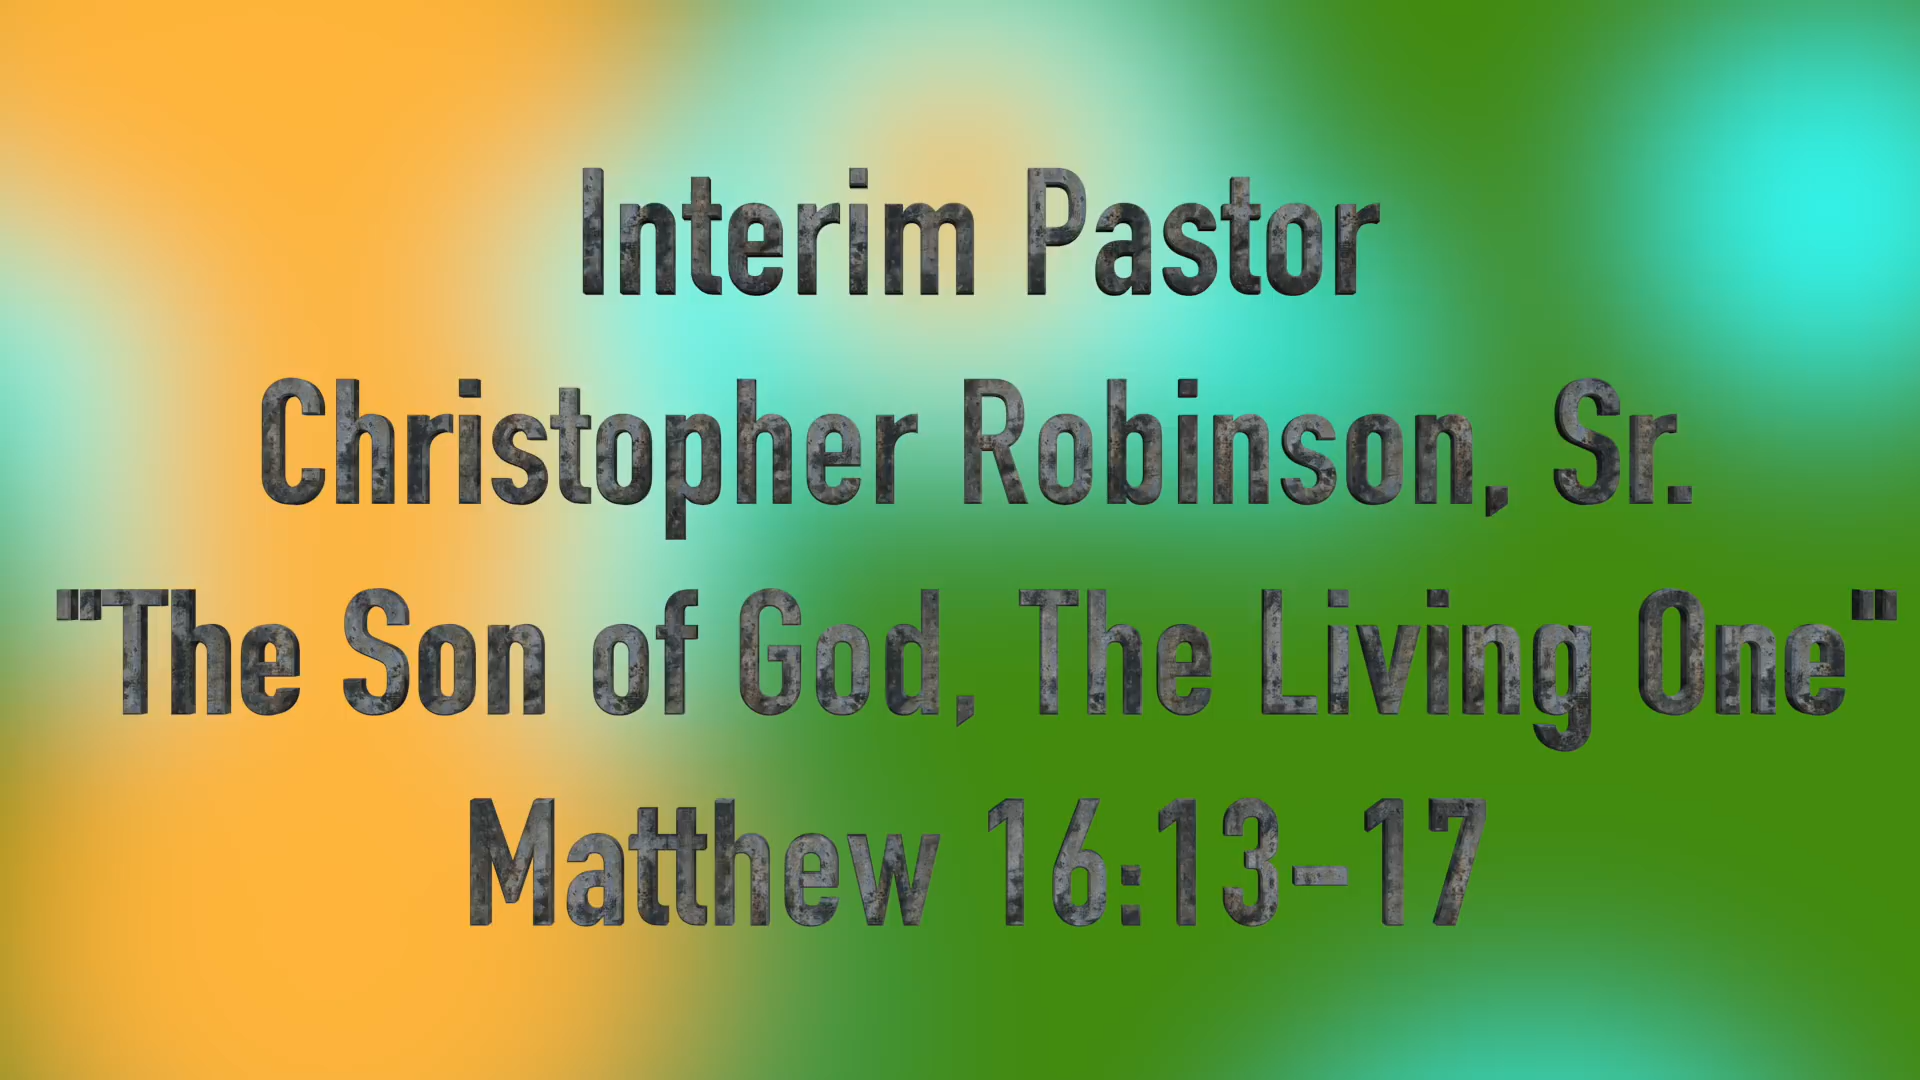 Interim Pastor
Christopher Robinson, Sr.
"The Son of God, The Living One"
Matthew 16:13-17